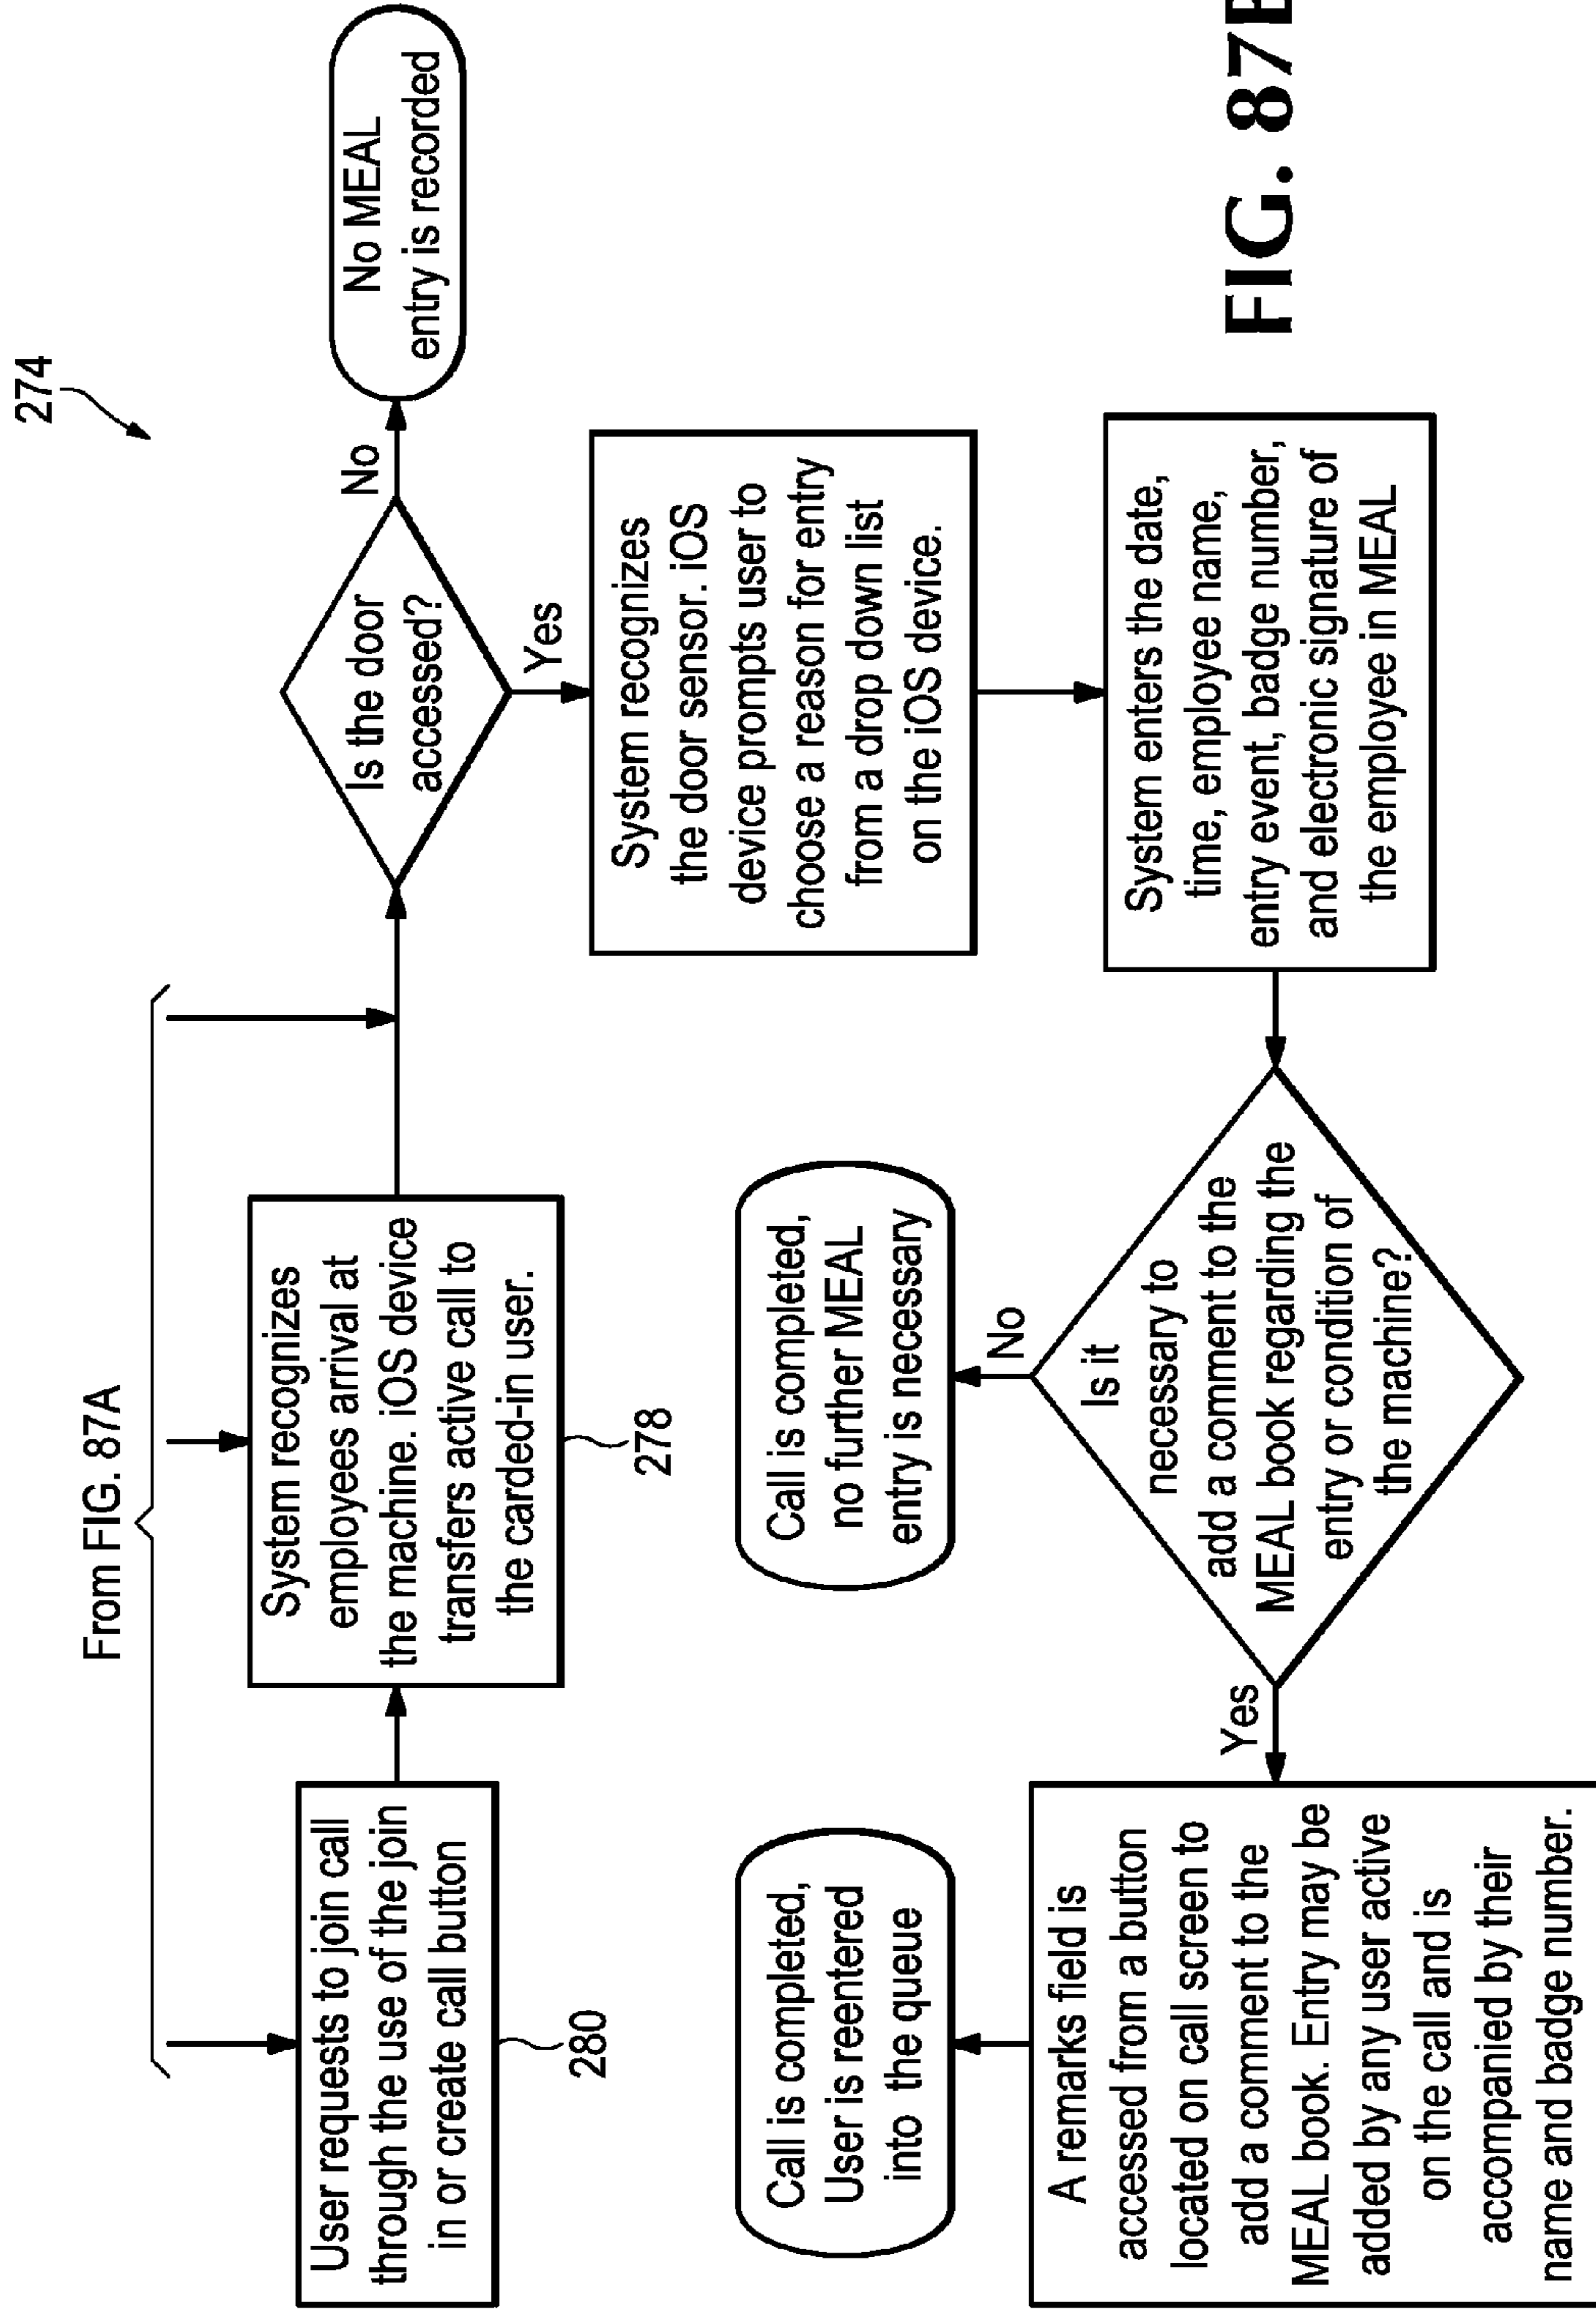 274
From FIG. 87A
User requests to join call
through the use of the join
in or create call button
280
System recognizes
employees arrival at
the machine. iOS device
transfers active call to
the carded-in user.
278
Is the door
accessed?
No
No MEAL
entry is recorded
Yes
System recognizes
the door sensor. iOS
device prompts user to
choose a reason for entry
from a drop down list
on the iOS device.
System enters the date,
time, employee name,
entry event, badge number,
and electronic signature of
the employee in MEAL
Is it
necessary to
add a comment to the
MEAL book regarding the
entry or condition of
the machine?
No
Call is completed,
no further MEAL
entry is necessary
Yes
A remarks field is
accessed from a button
located on call screen to
add a comment to the
MEAL book. Entry may be
added by any user active
on the call and is
accompanied by their
name and badge number.
Call is completed,
User is reentered
into the queue
FIG. 87B